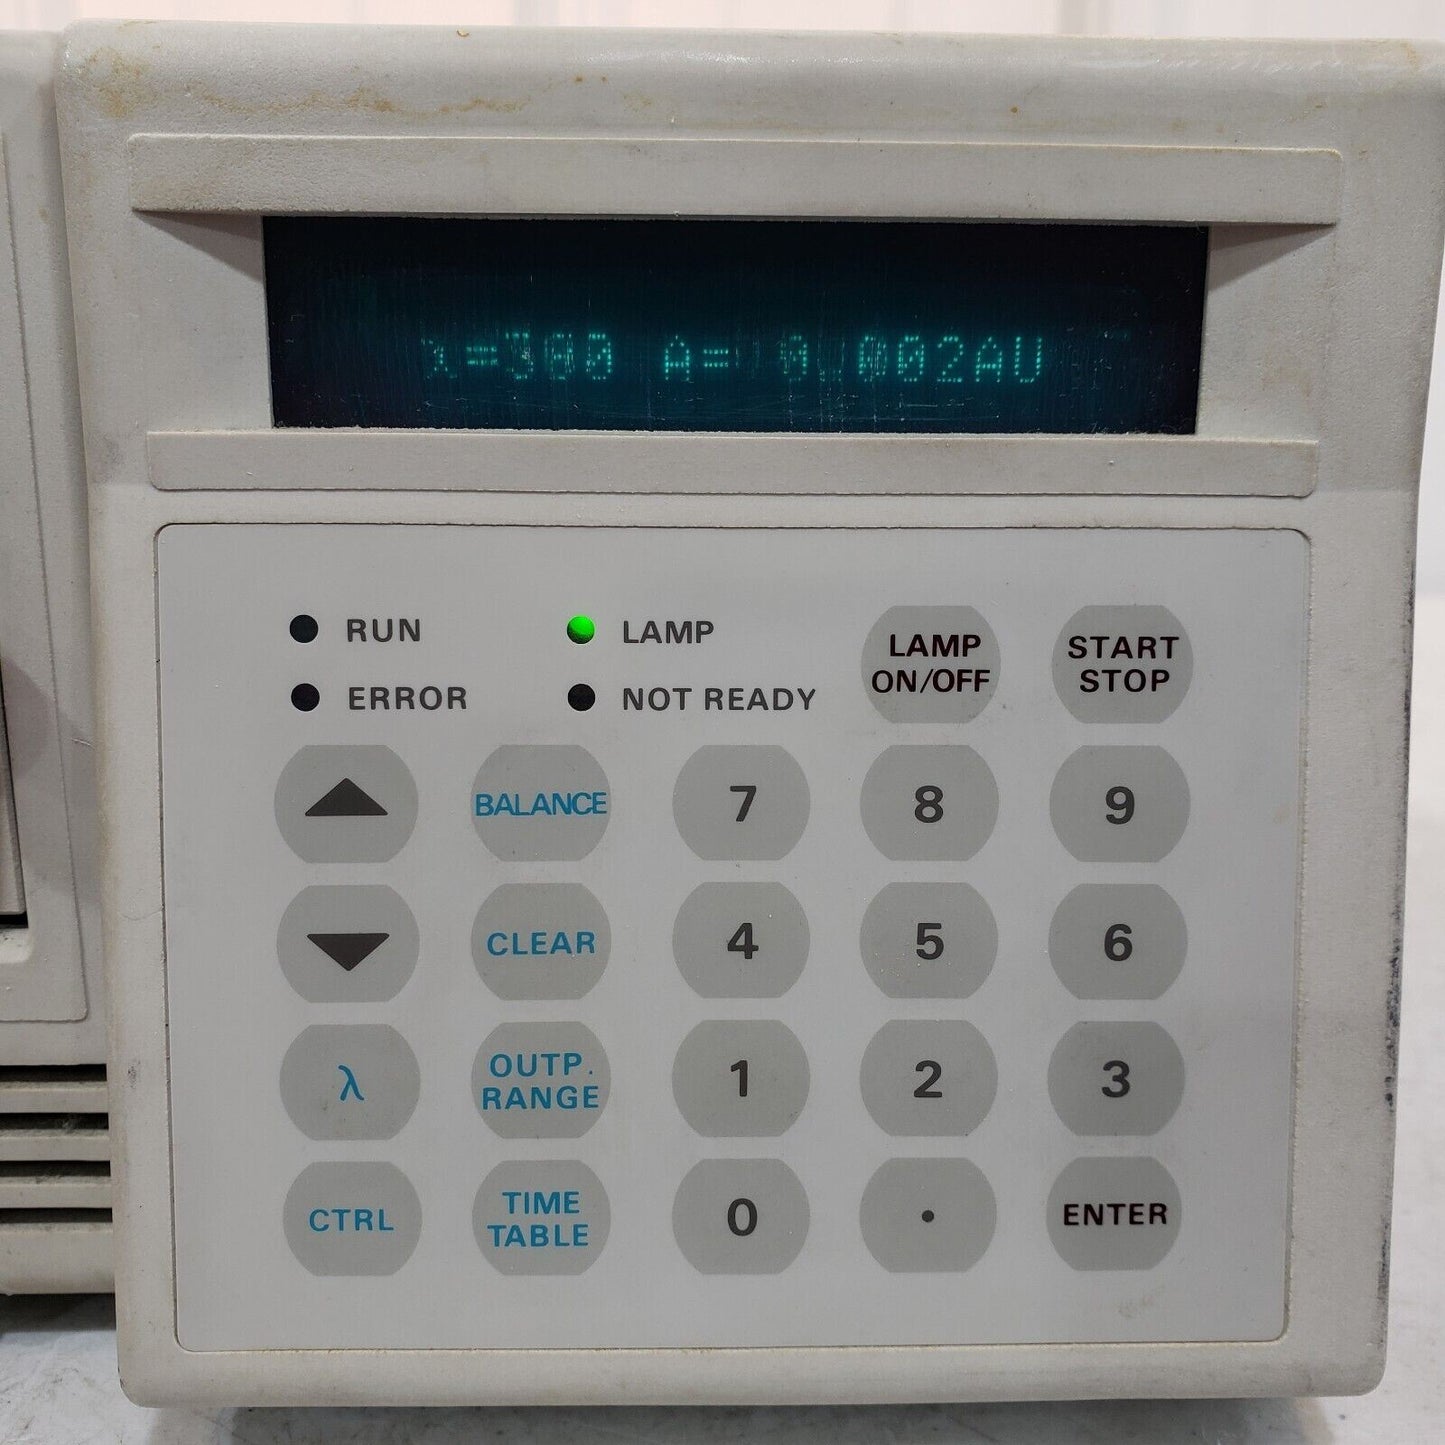 λ=300 A= 0.002AU
RUN
LAMP
ERROR
NOT READY
LAMP
ON/OFF
START
STOP
BALANCE
7
8
9
CLEAR
4
5
6
λ
OUTP.
RANGE
1
2
3
CTRL
TIME
TABLE
0
.
ENTER